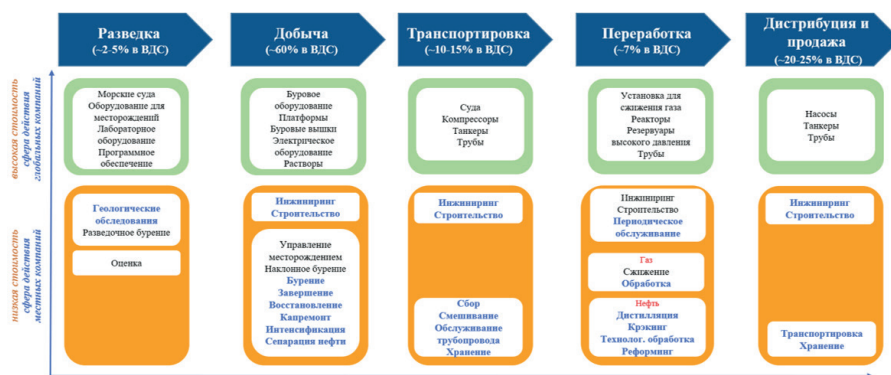 Разведка
(~2-5% в ВДС)
Добыча
(~60% в ВДС)
Транспортировка
(~10-15% в ВДС)
Переработка
(~7% в ВДС)
Дистрибуция и
продажа
(~20-25% в ВДС)
высокая стоимость
сфера действия
глобальных компаний
Морские суда
Оборудование для
месторождений
Лабораторное
оборудование
Программное
обеспечение
Буровое
оборудование
Платформы
Буровые вышки
Электрическое
оборудование
Растворы
Суда
Компрессоры
Танкеры
Трубы
Установка для
сжижения газа
Реакторы
Резервуары
высокого давления
Трубы
Насосы
Танкеры
Трубы
низкая стоимость
сфера действия
местных компаний
Геологические
обследования
Разведочное бурение
Оценка
Инжиниринг
Строительство
Управление
месторождением
Наклонное бурение
Бурение
Завершение
Восстановление
Капремонт
Интенсификация
Сепарация нефти
Инжиниринг
Строительство
Сбор
Смешивание
Обслуживание
трубопровода
Хранение
Инжиниринг
Строительство
Периодическое
обслуживание
Газ
Сжижение
Обработка
Нефть
Дистилляция
Крэкинг
Технолог. обработка
Реформинг
Инжиниринг
Строительство
Транспортировка
Хранение